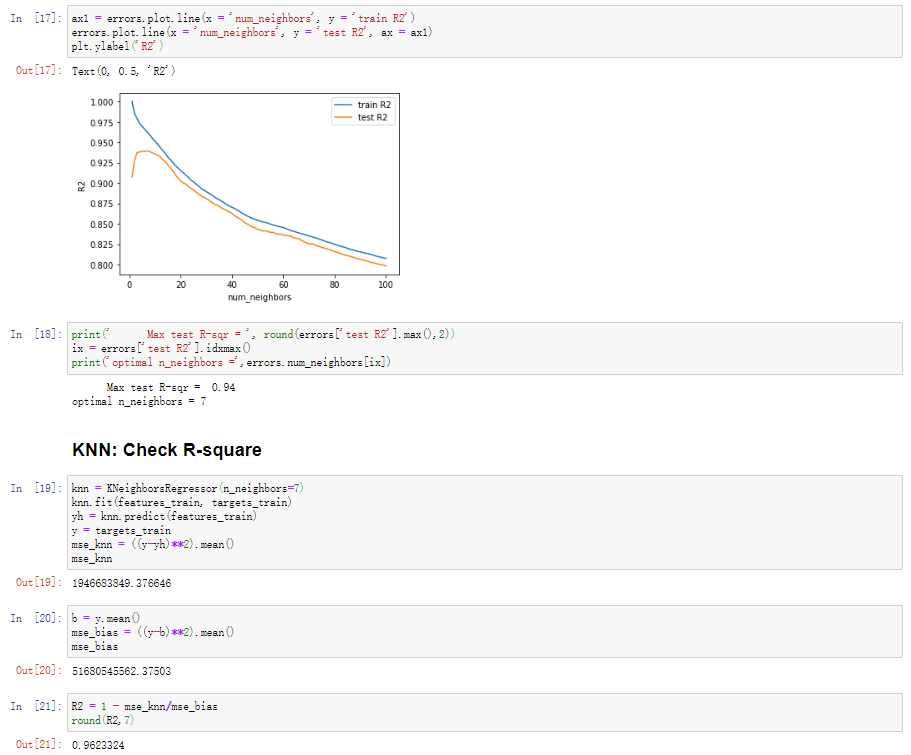 In [17]: ax1 = errors.plot.line(x = 'num_neighbors', y = 'train R2')
errors.plot.line(x = 'num_neighbors', y = 'test R2', ax = ax1)
plt.ylabel('R2')
Out[17]: Text(0, 0.5, 'R2')
1.000
0.975
0.950
0.925
0.900
0.875
0.850
0.825
0.800
R2
train R2
test R2
0 20 40 60 80 100
num_neighbors
In [18]: print('      Max test R-sqr = ', round(errors['test R2'].max(),2))
ix = errors['test R2'].idxmax()
print('optimal n_neighbors =',errors.num_neighbors[ix])
Max test R-sqr =  0.94
optimal n_neighbors = 7
KNN: Check R-square
In [19]: knn = KNeighborsRegressor(n_neighbors=7)
knn.fit(features_train, targets_train)
yh = knn.predict(features_train)
y = targets_train
mse_knn = ((y-yh)**2).mean()
mse_knn
Out[19]: 1946683849.376646
In [20]: b = y.mean()
mse_bias = ((y-b)**2).mean()
mse_bias
Out[20]: 51680545562.37503
In [21]: R2 = 1 - mse_knn/mse_bias
round(R2,7)
Out[21]: 0.9623324